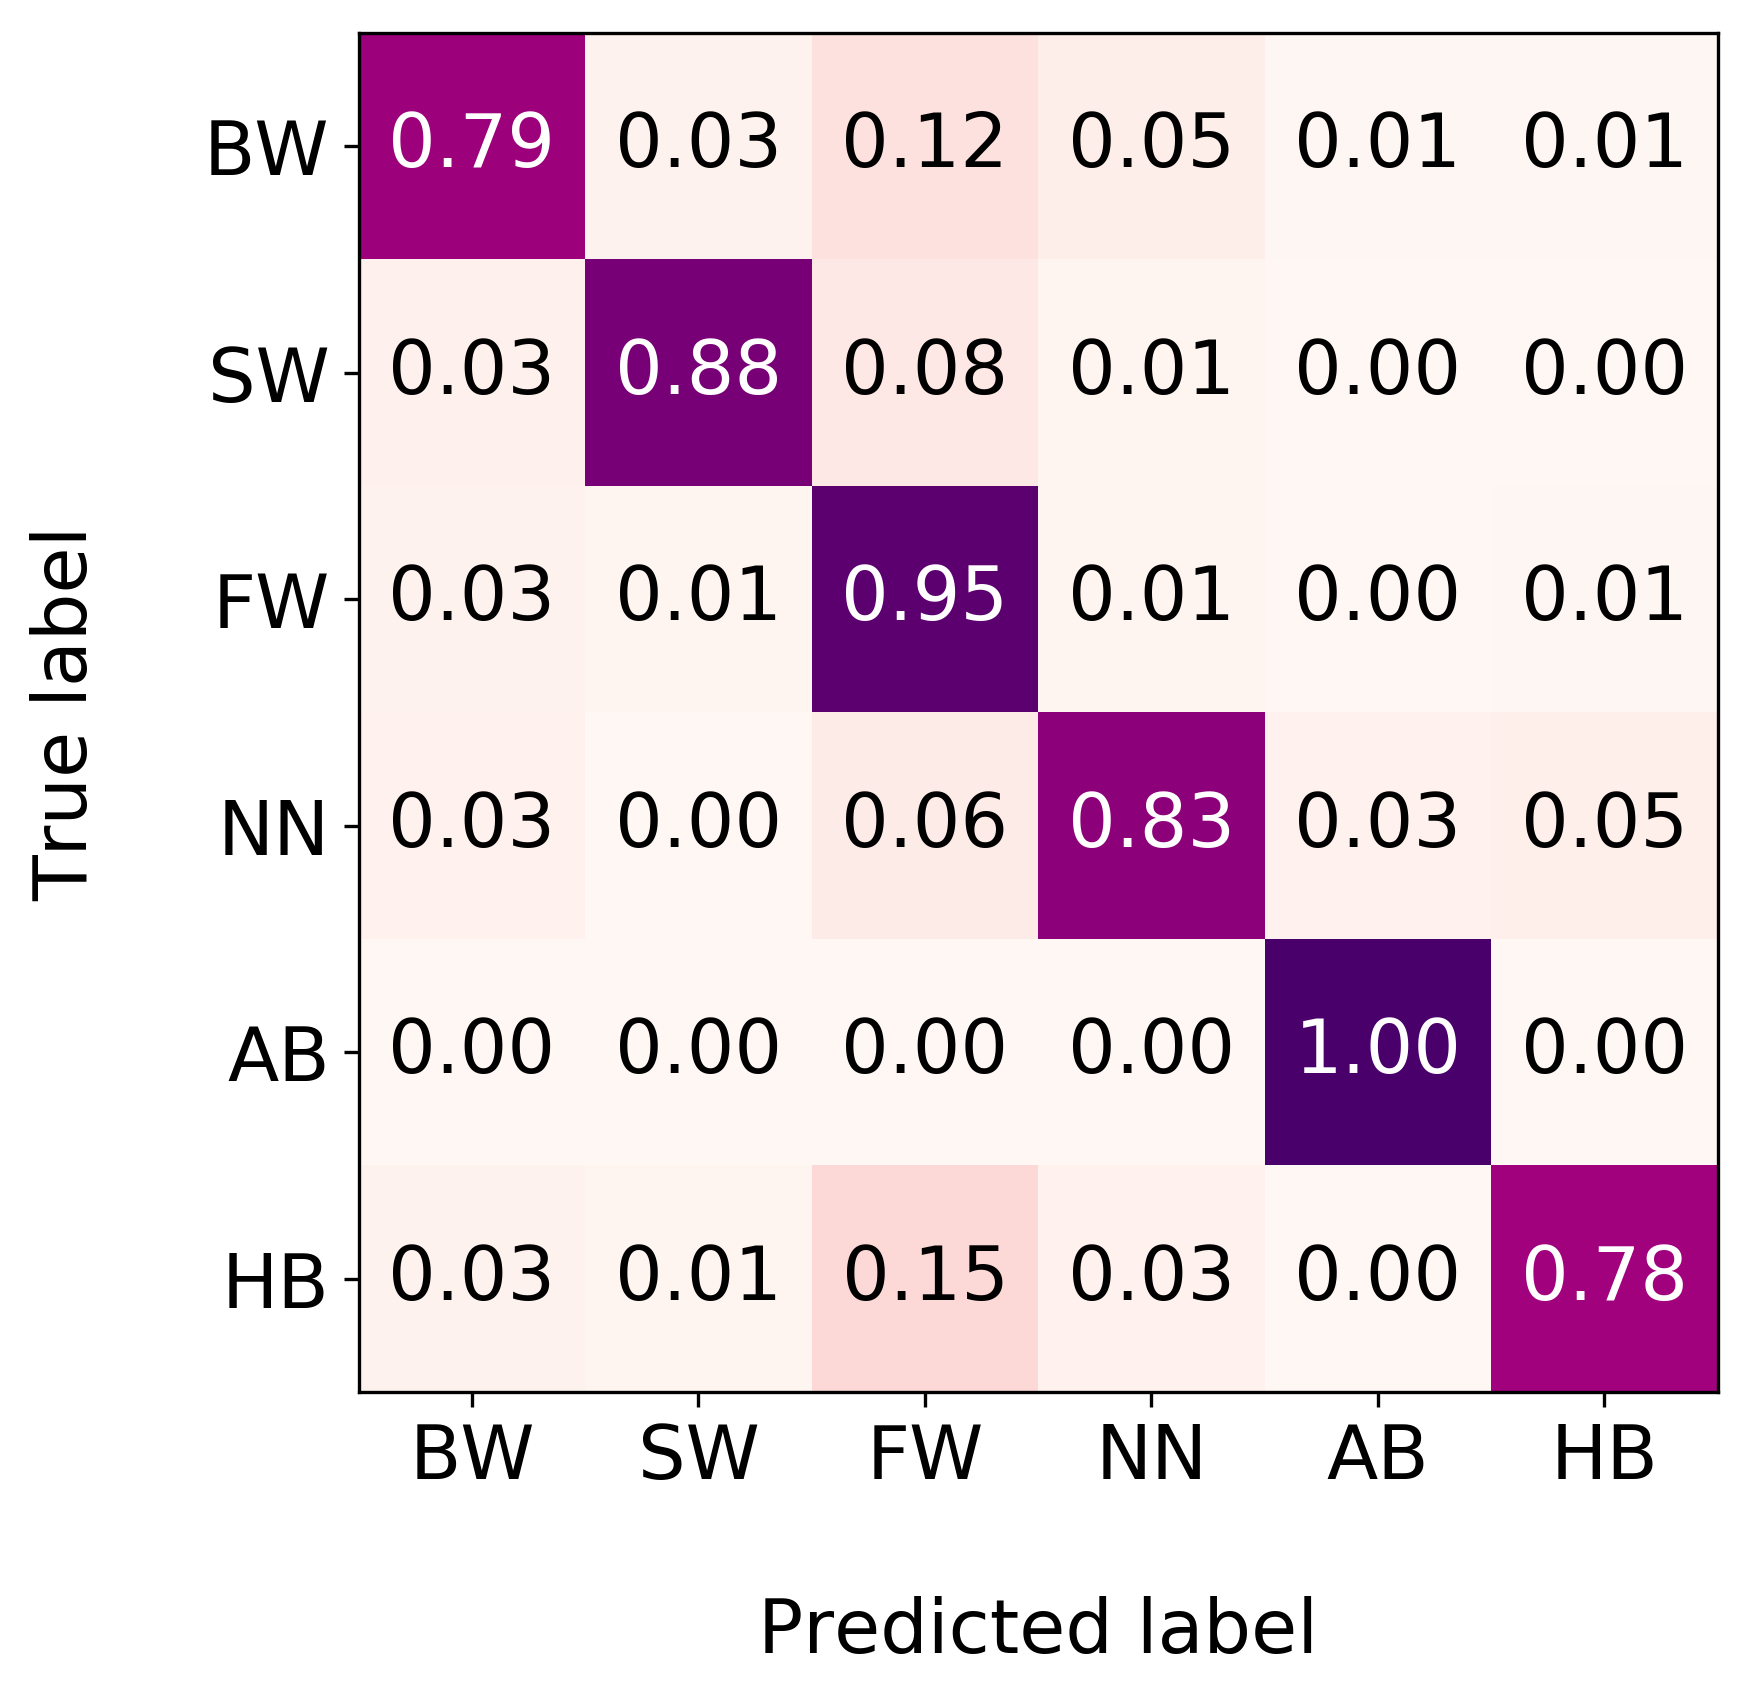 True label
BW 0.79 0.03 0.12 0.05 0.01 0.01
SW 0.03 0.88 0.08 0.01 0.00 0.00
FW 0.03 0.01 0.95 0.01 0.00 0.01
NN 0.03 0.00 0.06 0.83 0.03 0.05
AB 0.00 0.00 0.00 0.00 1.00 0.00
HB 0.03 0.01 0.15 0.03 0.00 0.78
BW SW FW NN AB HB
Predicted label